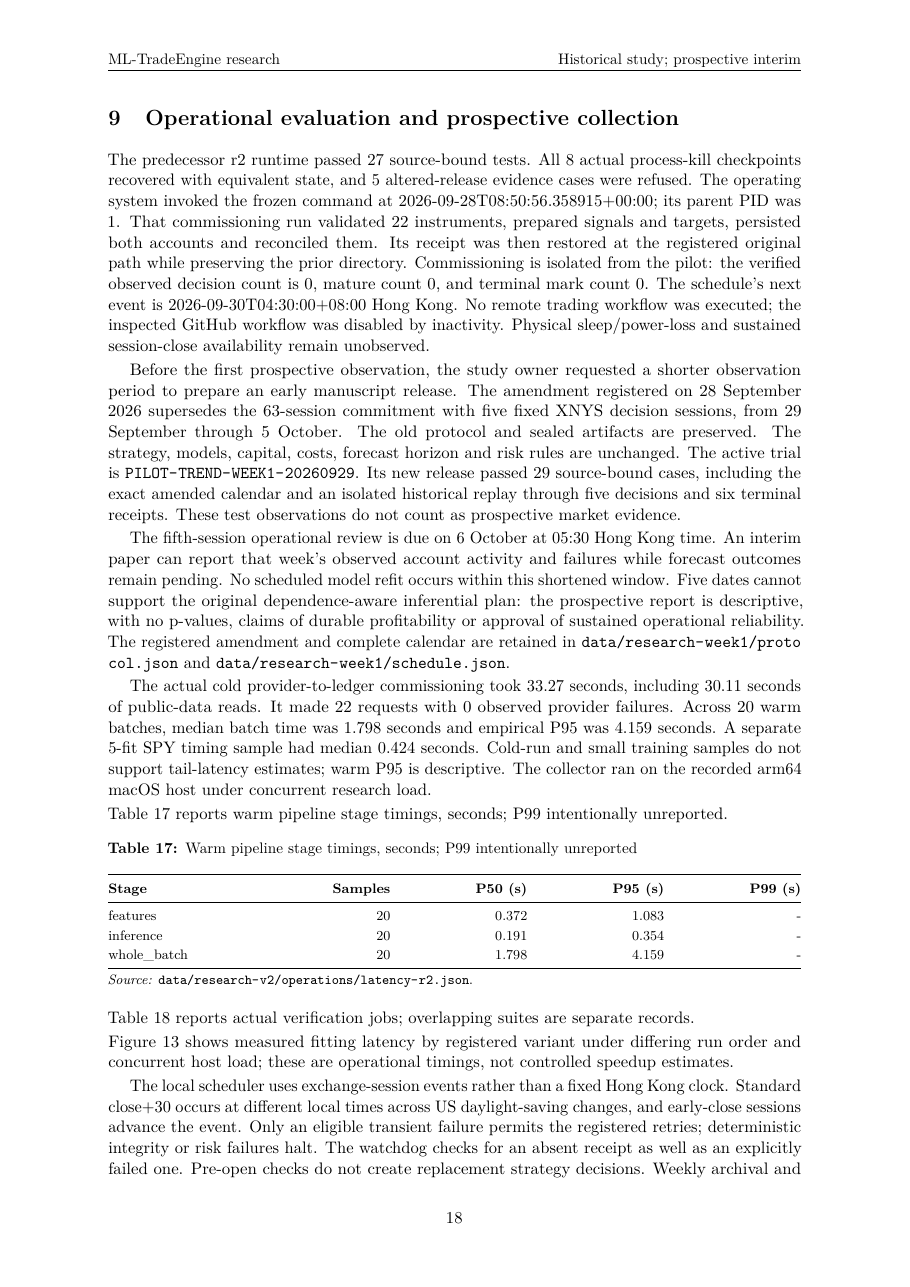 ML-TradeEngine research
Historical study; prospective interim
9 Operational evaluation and prospective collection
The predecessor r2 runtime passed 27 source-bound tests. All 8 actual process-kill checkpoints
recovered with equivalent state, and 5 altered-release evidence cases were refused. The operating
system invoked the frozen command at 2026-09-28T08:50:56.358915+00:00; its parent PID was
1. That commissioning run validated 22 instruments, prepared signals and targets, persisted
both accounts and reconciled them. Its receipt was then restored at the registered original
path while preserving the prior directory. Commissioning is isolated from the pilot: the verified
observed decision count is 0, mature count 0, and terminal mark count 0. The schedule's next
event is 2026-09-30T04:30:00+08:00 Hong Kong. No remote trading workflow was executed; the
inspected GitHub workflow was disabled by inactivity. Physical sleep/power-loss and sustained
session-close availability remain unobserved.
Before the first prospective observation, the study owner requested a shorter observation
period to prepare an early manuscript release. The amendment registered on 28 September
2026 supersedes the 63-session commitment with five fixed XNYS decision sessions, from 29
September through 5 October. The old protocol and sealed artifacts are preserved. The
strategy, models, capital, costs, forecast horizon and risk rules are unchanged. The active trial
is PILOT-TREND-WEEK1-20260929. Its new release passed 29 source-bound cases, including the
exact amended calendar and an isolated historical replay through five decisions and six terminal
receipts. These test observations do not count as prospective market evidence.
The fifth-session operational review is due on 6 October at 05:30 Hong Kong time. An interim
paper can report that week's observed account activity and failures while forecast outcomes
remain pending. No scheduled model refit occurs within this shortened window. Five dates cannot
support the original dependence-aware inferential plan: the prospective report is descriptive,
with no p-values, claims of durable profitability or approval of sustained operational reliability.
The registered amendment and complete calendar are retained in data/research-week1/proto
col.json and data/research-week1/schedule.json.
The actual cold provider-to-ledger commissioning took 33.27 seconds, including 30.11 seconds
of public-data reads. It made 22 requests with 0 observed provider failures. Across 20 warm
batches, median batch time was 1.798 seconds and empirical P95 was 4.159 seconds. A separate
5-fit SPY timing sample had median 0.424 seconds. Cold-run and small training samples do not
support tail-latency estimates; warm P95 is descriptive. The collector ran on the recorded arm64
macOS host under concurrent research load.
Table 17 reports warm pipeline stage timings, seconds; P99 intentionally unreported.
Table 17: Warm pipeline stage timings, seconds; P99 intentionally unreported
Stage Samples P50 (s) P95 (s) P99 (s)
features 20 0.372 1.083 -
inference 20 0.191 0.354 -
whole_batch 20 1.798 4.159 -
Source: data/research-v2/operations/latency-r2.json.
Table 18 reports actual verification jobs; overlapping suites are separate records.
Figure 13 shows measured fitting latency by registered variant under differing run order and
concurrent host load; these are operational timings, not controlled speedup estimates.
The local scheduler uses exchange-session events rather than a fixed Hong Kong clock. Standard
close+30 occurs at different local times across US daylight-saving changes, and early-close sessions
advance the event. Only an eligible transient failure permits the registered retries; deterministic
integrity or risk failures halt. The watchdog checks for an absent receipt as well as an explicitly
failed one. Pre-open checks do not create replacement strategy decisions. Weekly archival and
18